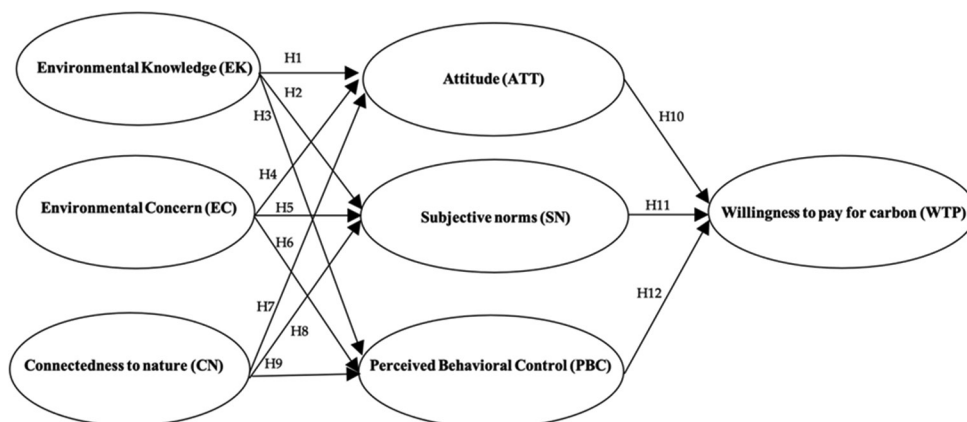 Environmental Knowledge (EK)
H1
H2
H3
Attitude (ATT)
H10
Environmental Concern (EC)
H4
H5
H6
Subjective norms (SN)
H11
Willingness to pay for carbon (WTP)
Connectedness to nature (CN)
H7
H8
H9
Perceived Behavioral Control (PBC)
H12